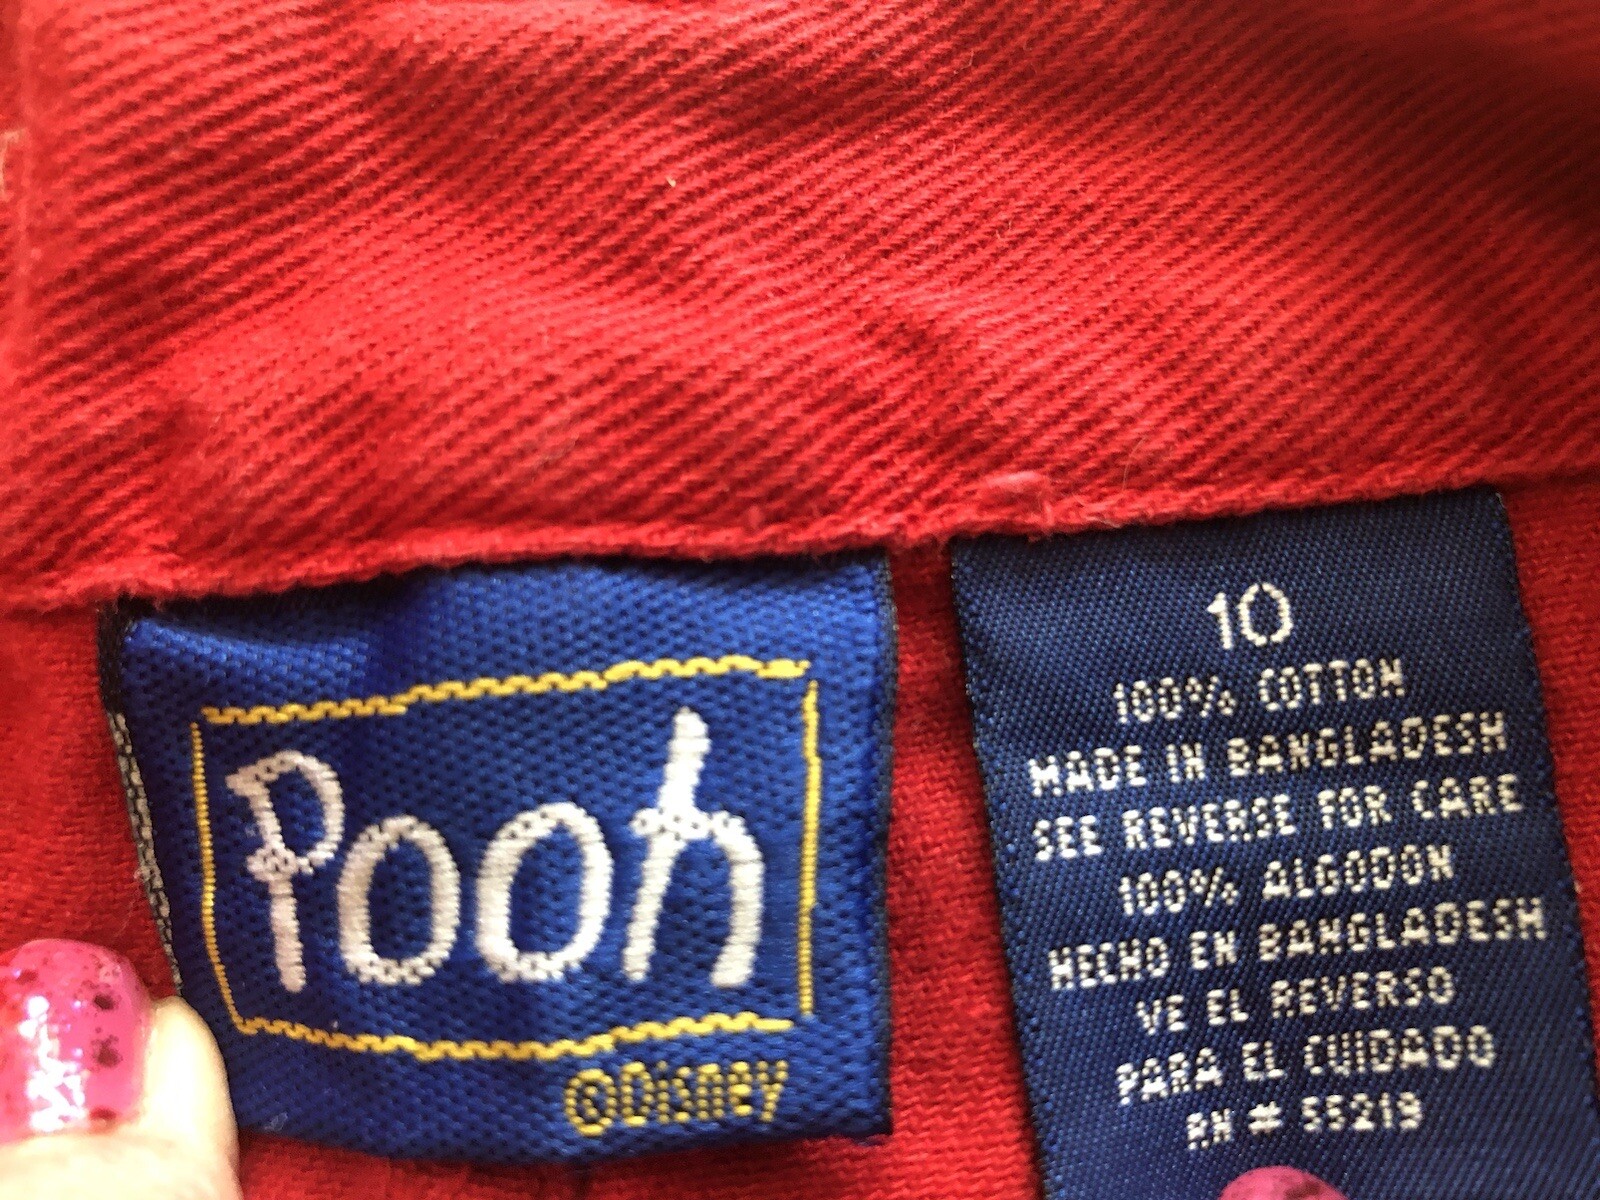 Pooh
©Disney
10
100% COTTON
MADE IN BANGLADESH
SEE REVERSE FOR CARE
100% ALGODON
HECHO EN BANGLADESH
VE EL REVERSO
PARA EL CUIDADO
RN # 55219